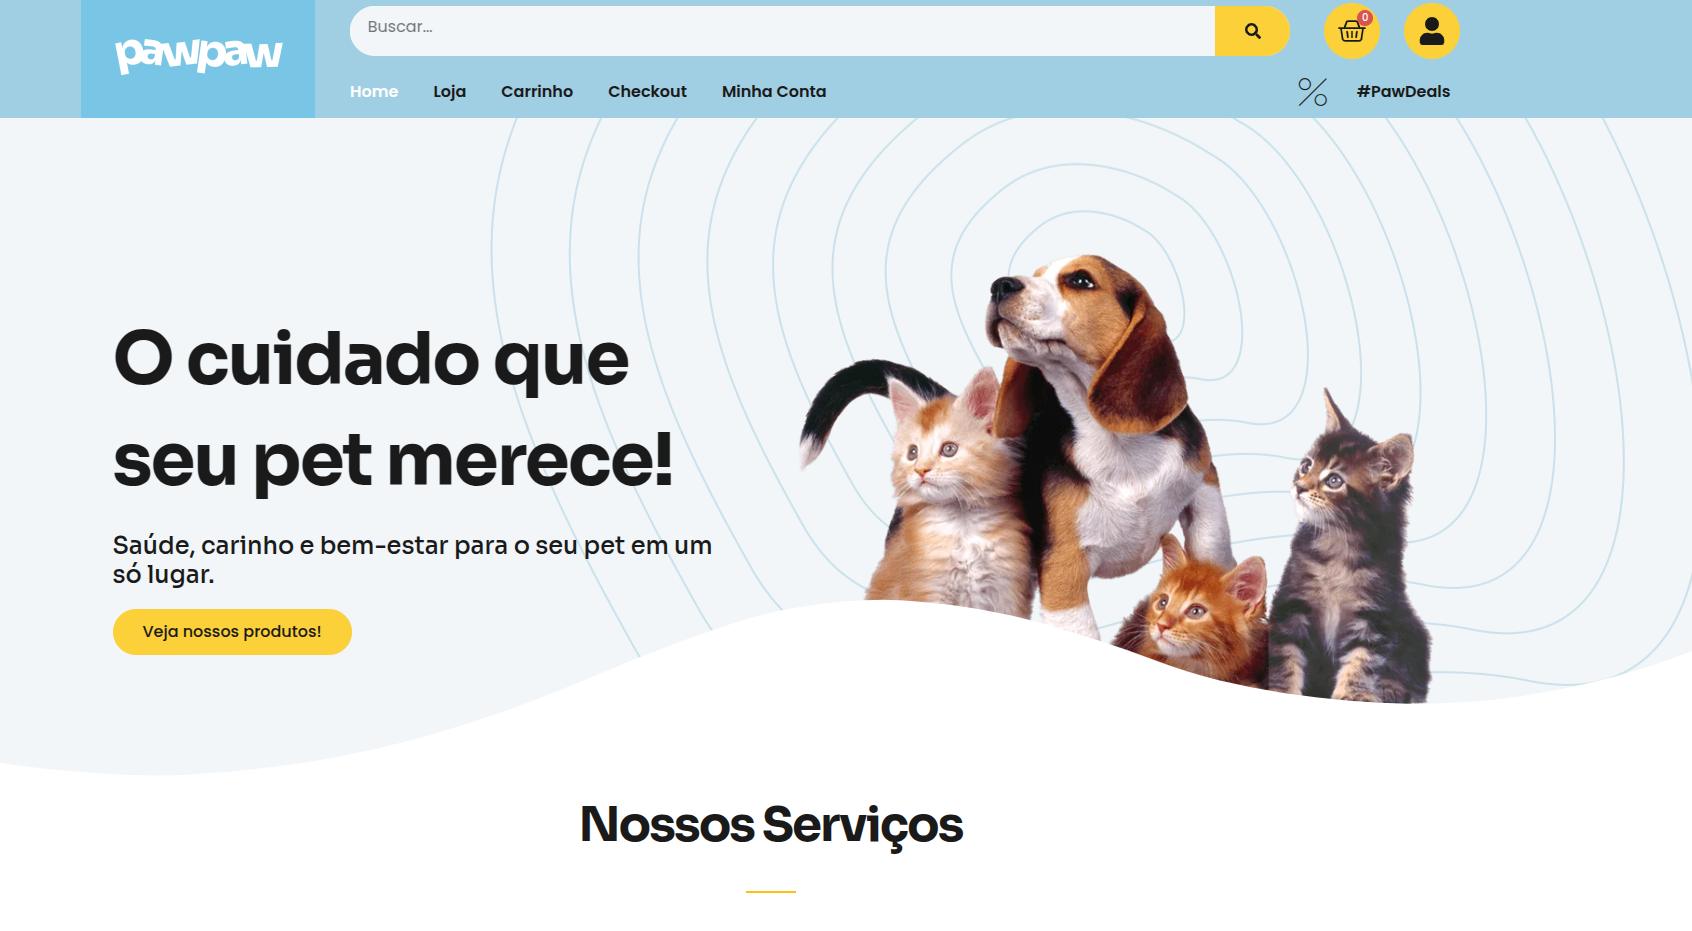 pawpaw
Buscar...
0
Home Loja Carrinho Checkout Minha Conta
#PawDeals
O cuidado que
seu pet merece!
Saúde, carinho e bem-estar para o seu pet em um
só lugar.
Veja nossos produtos!
Nossos Serviços